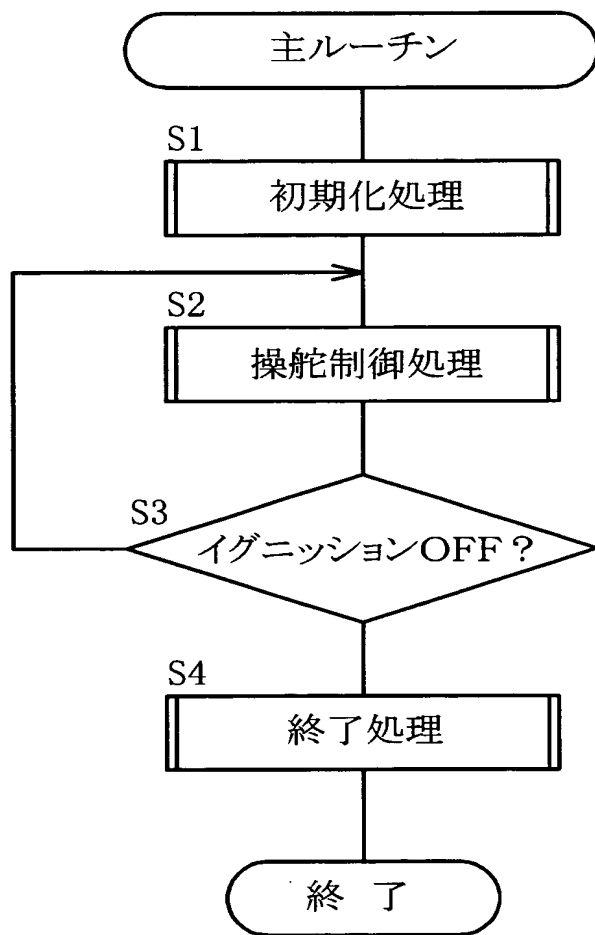 主ルーチン
S1
初期化処理
S2
操舵制御処理
S3
イグニッションOFF?
S4
終了処理
終 了